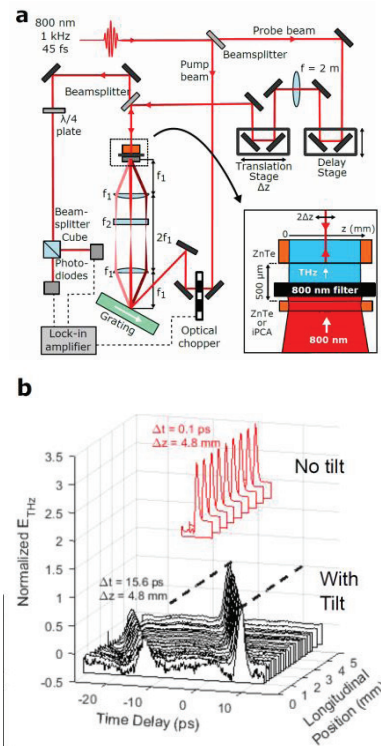 a
800 nm
1 kHz
45 fs
Beamsplitter
Probe beam
Pump
beam
f = 2 m
Beamsplitter
λ/4
plate
f₁
f₁
f₂
2f₁
f₁
f₁
Translation
Stage
Δz
Delay
Stage
Beam-
splitter
Cube
Photo-
diodes
Lock-in
amplifier
Grating
Optical
chopper
2Δz
0
z (mm)
ZnTe
THz
500 μm
800 nm filter
ZnTe
or
iPCA
800 nm
b
Normalized E_THz
3.5
3
2.5
2
1.5
1
0.5
0
-0.5
Δt = 0.1 ps
Δz = 4.8 mm
No tilt
Δt = 15.6 ps
Δz = 4.8 mm
With
Tilt
-20
-10
0
10
Time Delay (ps)
0
1
2
3
4
5
Longitudinal
Position (mm)